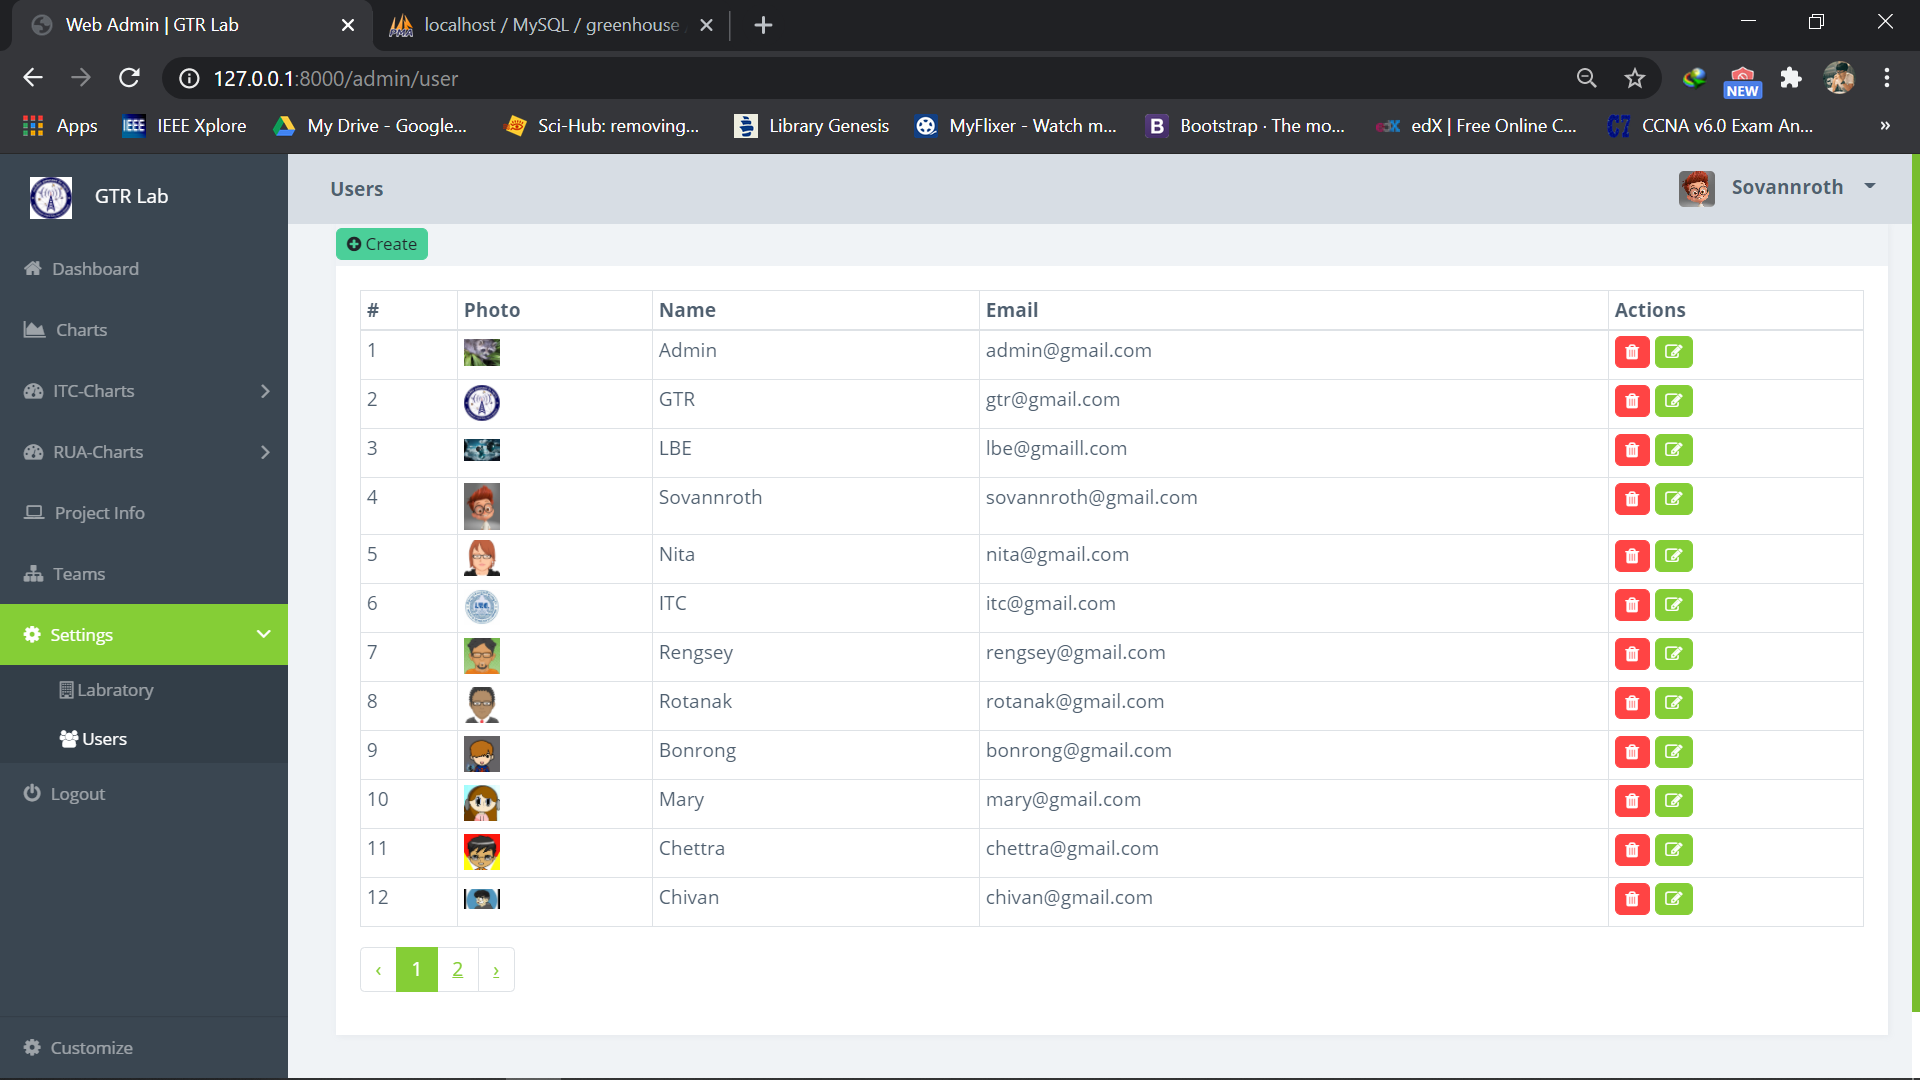 Web Admin | GTR Lab
localhost / MySQL / greenhouse
127.0.0.1:8000/admin/user
NEW
Apps
IEEE
IEEE Xplore
My Drive - Google...
Sci-Hub: removing...
Library Genesis
MyFlixer - Watch m...
B
Bootstrap · The mo...
edX | Free Online C...
CCNA v6.0 Exam An...
»
GTR Lab
Users
Sovannroth
Dashboard
Charts
ITC-Charts
RUA-Charts
Project Info
Teams
Settings
Labratory
Users
Logout
Customize
Create
# Photo Name Email Actions
1 Admin admin@gmail.com
2 GTR gtr@gmail.com
3 LBE lbe@gmaill.com
4 Sovannroth sovannroth@gmail.com
5 Nita nita@gmail.com
6 ITC itc@gmail.com
7 Rengsey rengsey@gmail.com
8 Rotanak rotanak@gmail.com
9 Bonrong bonrong@gmail.com
10 Mary mary@gmail.com
11 Chettra chettra@gmail.com
12 Chivan chivan@gmail.com
‹ 1 2 ›